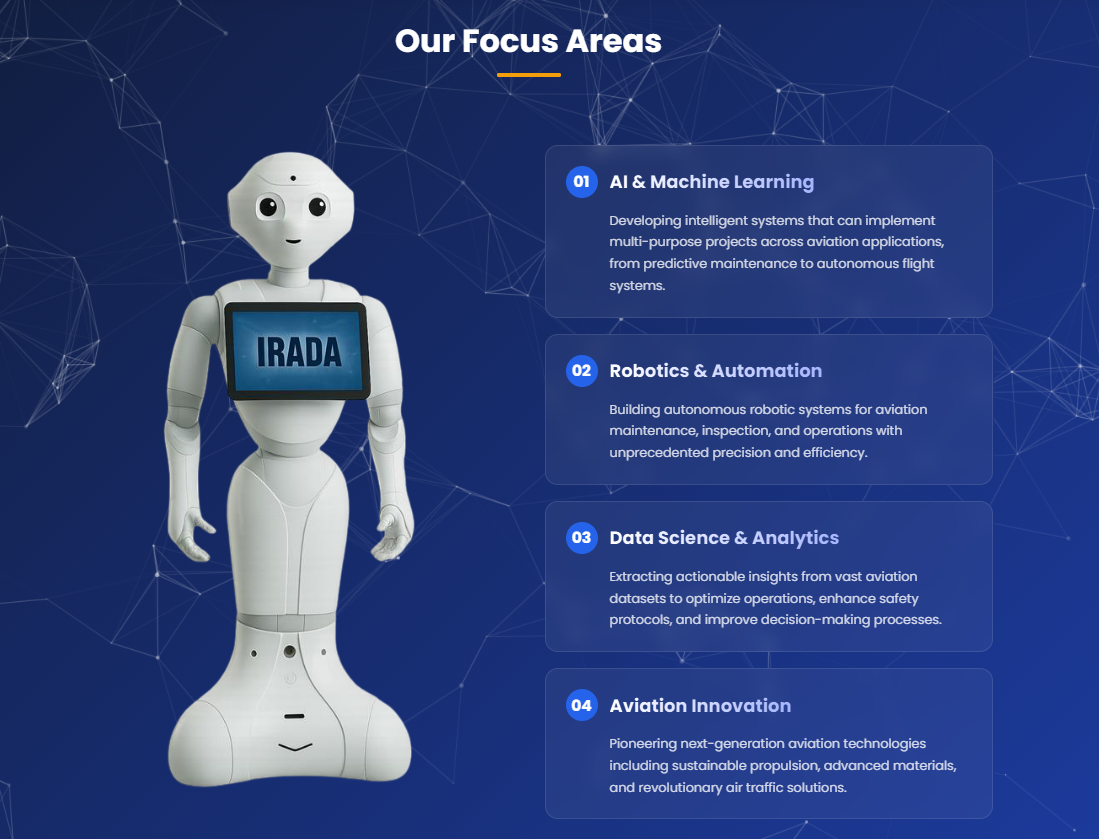 Our Focus Areas
IRADA
01 AI & Machine Learning
Developing intelligent systems that can implement
multi-purpose projects across aviation applications,
from predictive maintenance to autonomous flight
systems.
02 Robotics & Automation
Building autonomous robotic systems for aviation
maintenance, inspection, and operations with
unprecedented precision and efficiency.
03 Data Science & Analytics
Extracting actionable insights from vast aviation
datasets to optimize operations, enhance safety
protocols, and improve decision-making processes.
04 Aviation Innovation
Pioneering next-generation aviation technologies
including sustainable propulsion, advanced materials,
and revolutionary air traffic solutions.